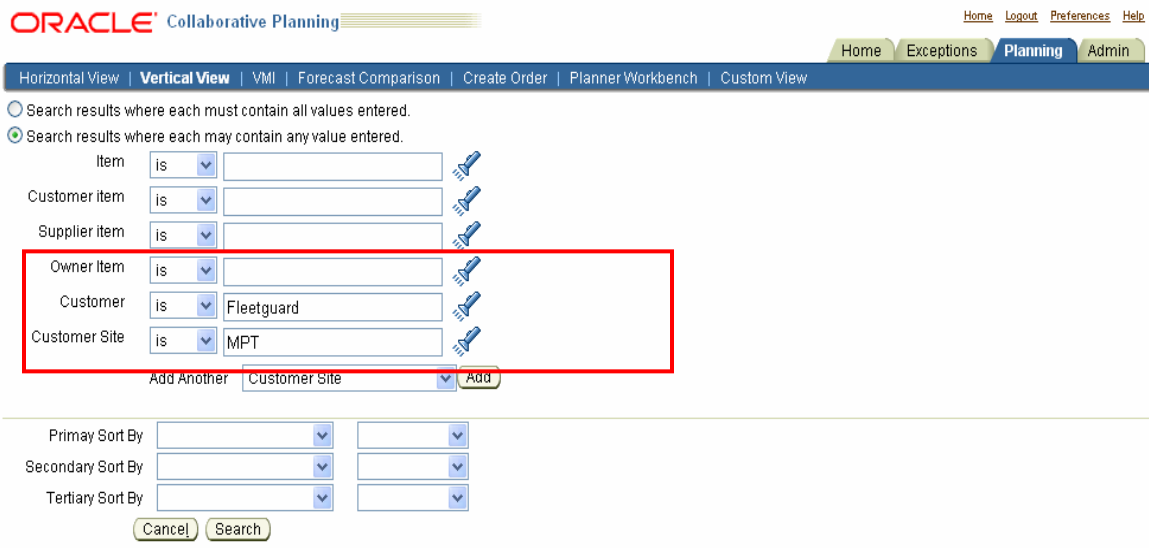 ORACLE Collaborative Planning
Home Logout Preferences Help
Home Exceptions Planning Admin
Horizontal View | Vertical View | VMI | Forecast Comparison | Create Order | Planner Workbench | Custom View
Search results where each must contain all values entered.
Search results where each may contain any value entered.
Item is
Customer item is
Supplier item is
Owner Item is
Customer is Fleetguard
Customer Site is MPT
Add Another Customer Site Add
Primay Sort By
Secondary Sort By
Tertiary Sort By
Cancel Search